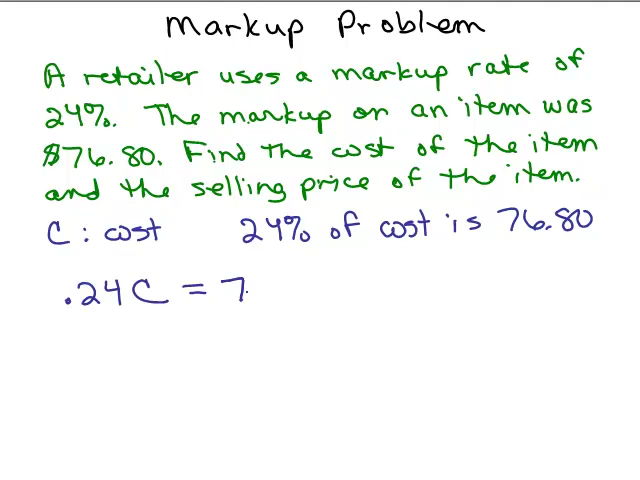 Markup Problem
A retailer uses a markup rate of
24%. The markup on an item was
$76.80. Find the cost of the item
and the selling price of the item.
C : cost 24% of cost is 76.80
.24C = 7